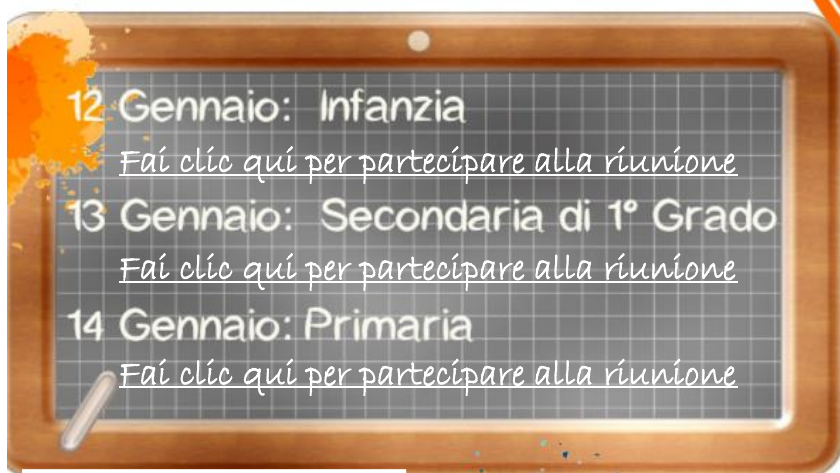 12 Gennaio: Infanzia
Fai clic qui per partecipare alla riunione
13 Gennaio: Secondaria di 1° Grado
Fai clic qui per partecipare alla riunione
14 Gennaio: Primaria
Fai clic qui per partecipare alla riunione